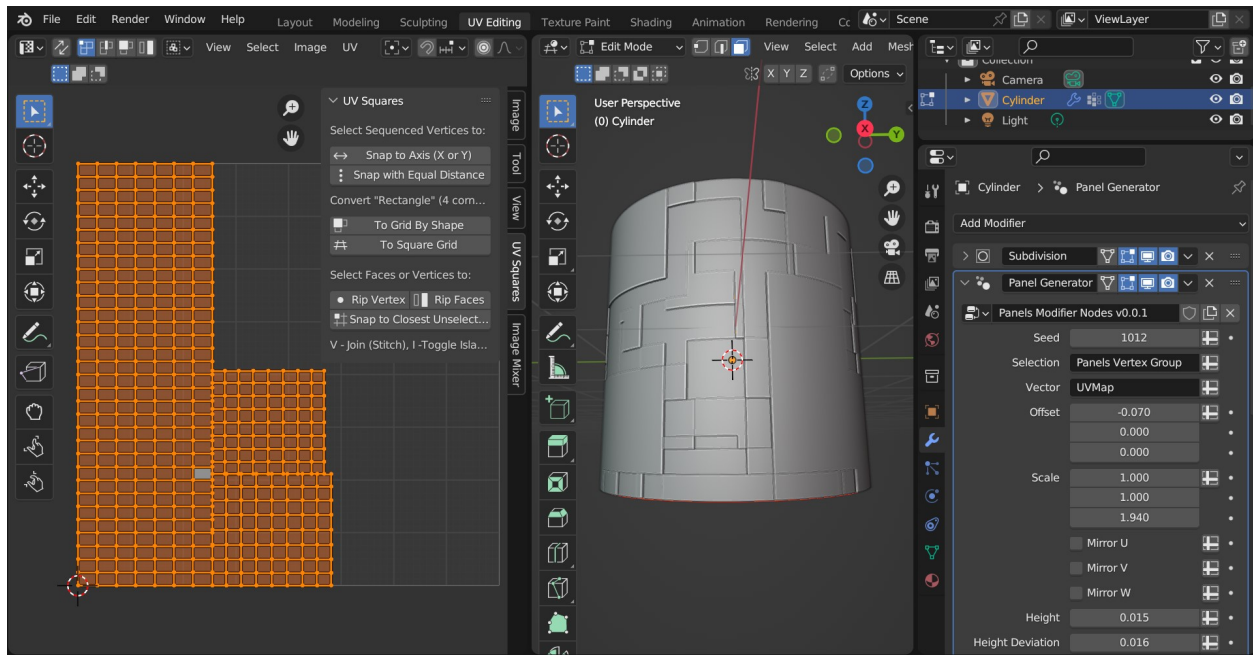 File Edit Render Window Help Layout Modeling Sculpting UV Editing Texture Paint Shading Animation Rendering Cc Scene ViewLayer
View Select Image UV
Edit Mode View Select Add Mesh
X Y Z Options
UV Squares
Select Sequenced Vertices to:
Snap to Axis (X or Y)
Snap with Equal Distance
Convert "Rectangle" (4 corn...
To Grid By Shape
To Square Grid
Select Faces or Vertices to:
Rip Vertex Rip Faces
Snap to Closest Unselect...
V - Join (Stitch), I -Toggle Isla...
Image
Tool
View
UV Squares
Image Mixer
User Perspective
(0) Cylinder
Z
X
Y
Collection
Camera
Cylinder
Light
Cylinder > Panel Generator
Add Modifier
Subdivision
Panel Generator
Panels Modifier Nodes v0.0.1
Seed 1012
Selection Panels Vertex Group
Vector UVMap
Offset -0.070
0.000
0.000
Scale 1.000
1.000
1.940
Mirror U
Mirror V
Mirror W
Height 0.015
Height Deviation 0.016